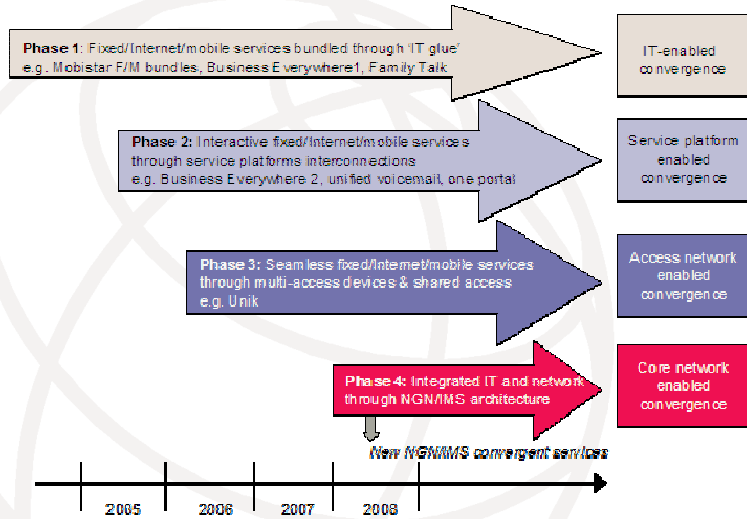 Phase 1: Fixed/Internet/mobile services bundled through 'IT glue'
e.g. Mobistar F/M bundles, Business Everywhere1, Family Talk
IT-enabled
convergence
Phase 2: Interactive fixed/Internet/mobile services
through service platforms interconnections
e.g. Business Everywhere 2, unified voicemail, one portal
Service platform
enabled
convergence
Phase 3: Seamless fixed/Internet/mobile services
through multi-access devices & shared access
e.g. Unik
Access network
enabled
convergence
Phase 4: Integrated IT and network
through NGN/IMS architecture
Core network
enabled
convergence
New NGN/IMS convergent services
2005 2006 2007 2008